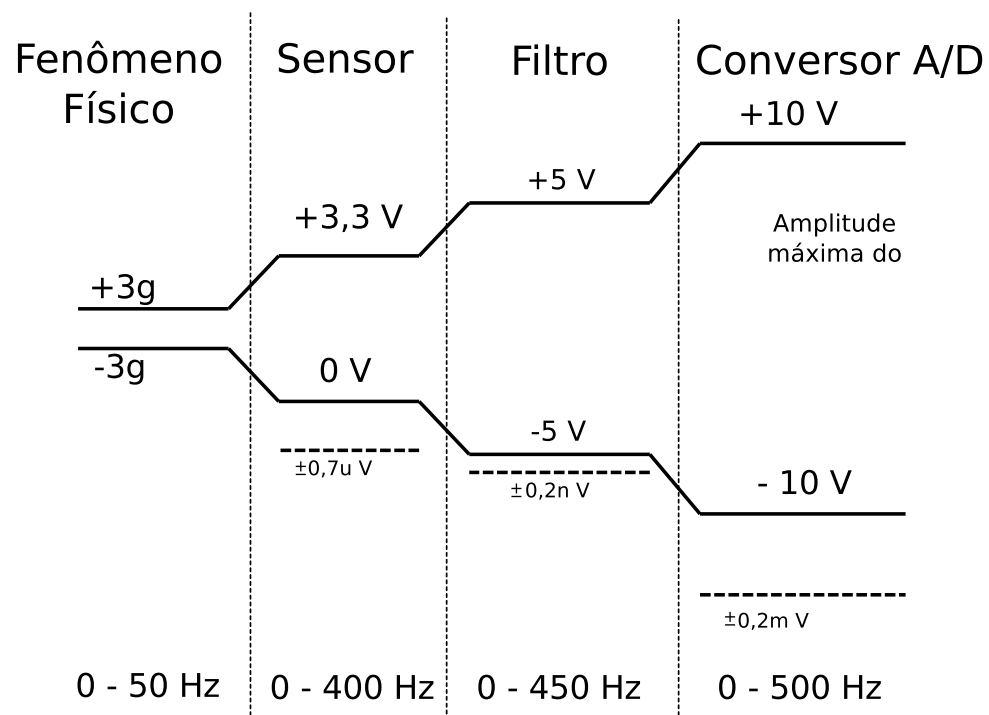 Fenômeno
Físico
Sensor
Filtro
Conversor A/D
+10 V
+5 V
+3,3 V
Amplitude
máxima do
+3g
-3g
0 V
-5 V
±0,7u V
±0,2n V
- 10 V
±0,2m V
0 - 50 Hz
0 - 400 Hz
0 - 450 Hz
0 - 500 Hz